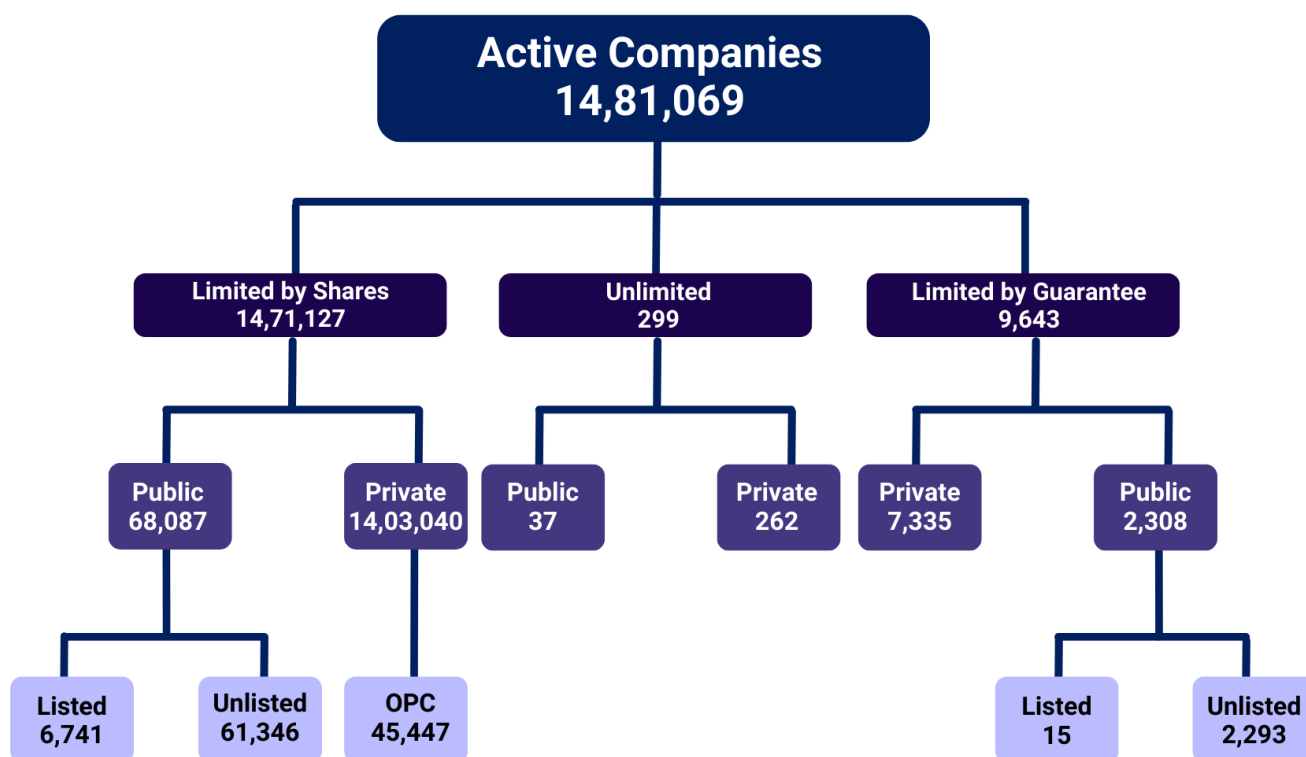 Active Companies
14,81,069
Limited by Shares
14,71,127
Unlimited
299
Limited by Guarantee
9,643
Public
68,087
Private
14,03,040
Public
37
Private
262
Private
7,335
Public
2,308
Listed
6,741
Unlisted
61,346
OPC
45,447
Listed
15
Unlisted
2,293